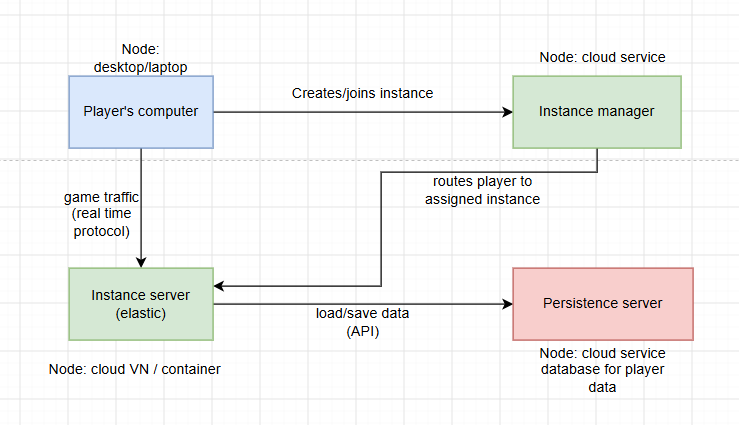 Node:
desktop/laptop
Node: cloud service
Player's computer
Creates/joins instance
Instance manager
routes player to
assigned instance
game traffic
(real time
protocol)
Instance server
(elastic)
load/save data
(API)
Persistence server
Node: cloud VN / container
Node: cloud service
database for player
data